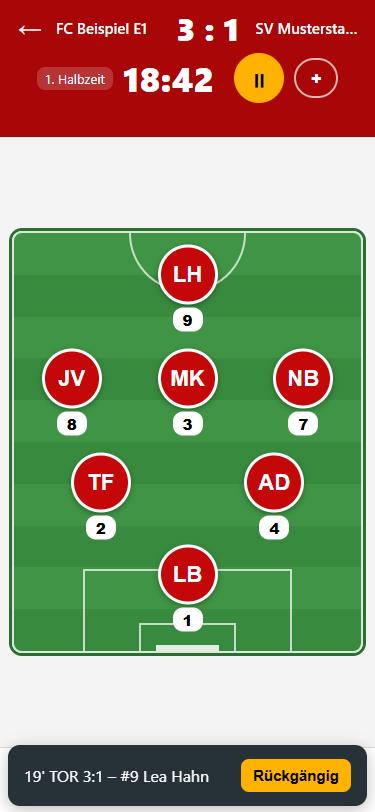 ← FC Beispiel E1 3 : 1 SV Mustersta...
1. Halbzeit 18:42 +
LH
9
JV MK NB
8 3 7
TF AD
2 4
LB
1
19' TOR 3:1 – #9 Lea Hahn Rückgängig